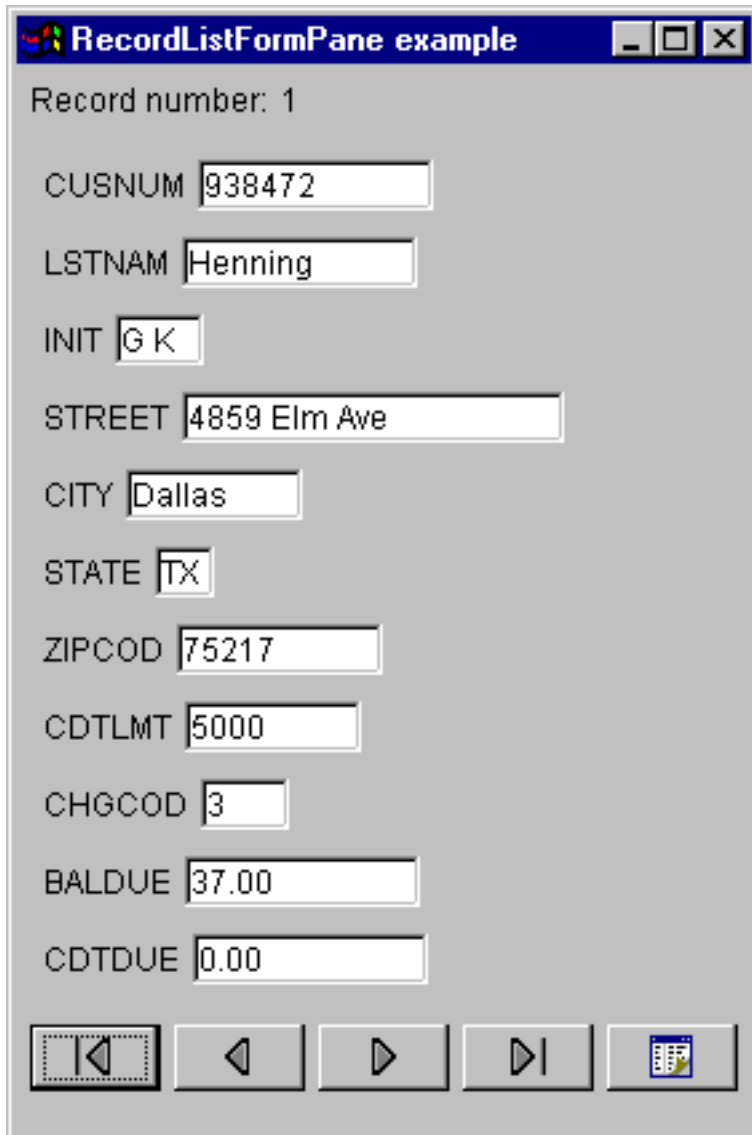 RecordListFormPane example
Record number: 1
CUSNUM 938472
LSTNAM Henning
INIT G K
STREET 4859 Elm Ave
CITY Dallas
STATE TX
ZIPCOD 75217
CDTLMT 5000
CHGCOD 3
BALDUE 37.00
CDTDUE 0.00